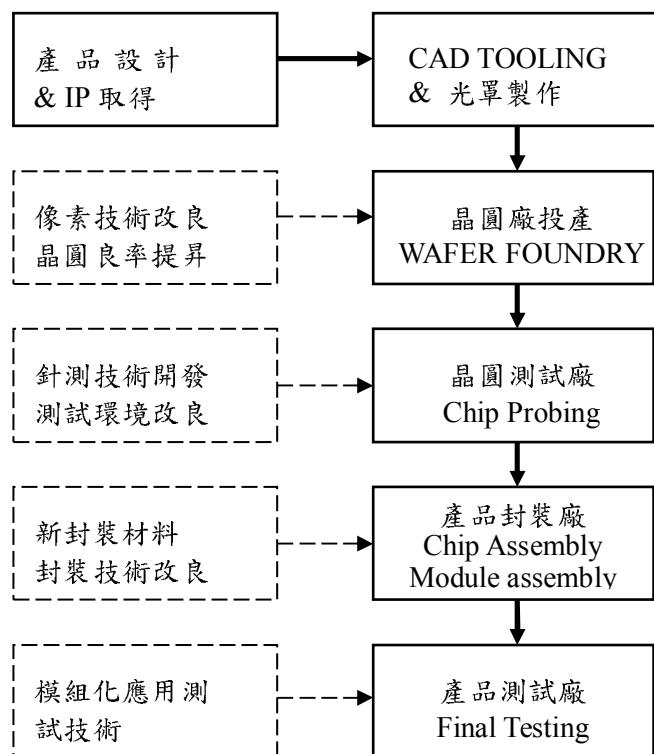 產品設計
& IP 取得
CAD TOOLING
& 光罩製作
像素技術改良
晶圓良率提昇
晶圓廠投產
WAFER FOUNDRY
針測技術開發
測試環境改良
晶圓測試廠
Chip Probing
新封裝材料
封裝技術改良
產品封裝廠
Chip Assembly
Module assembly
模組化應用測
試技術
產品測試廠
Final Testing